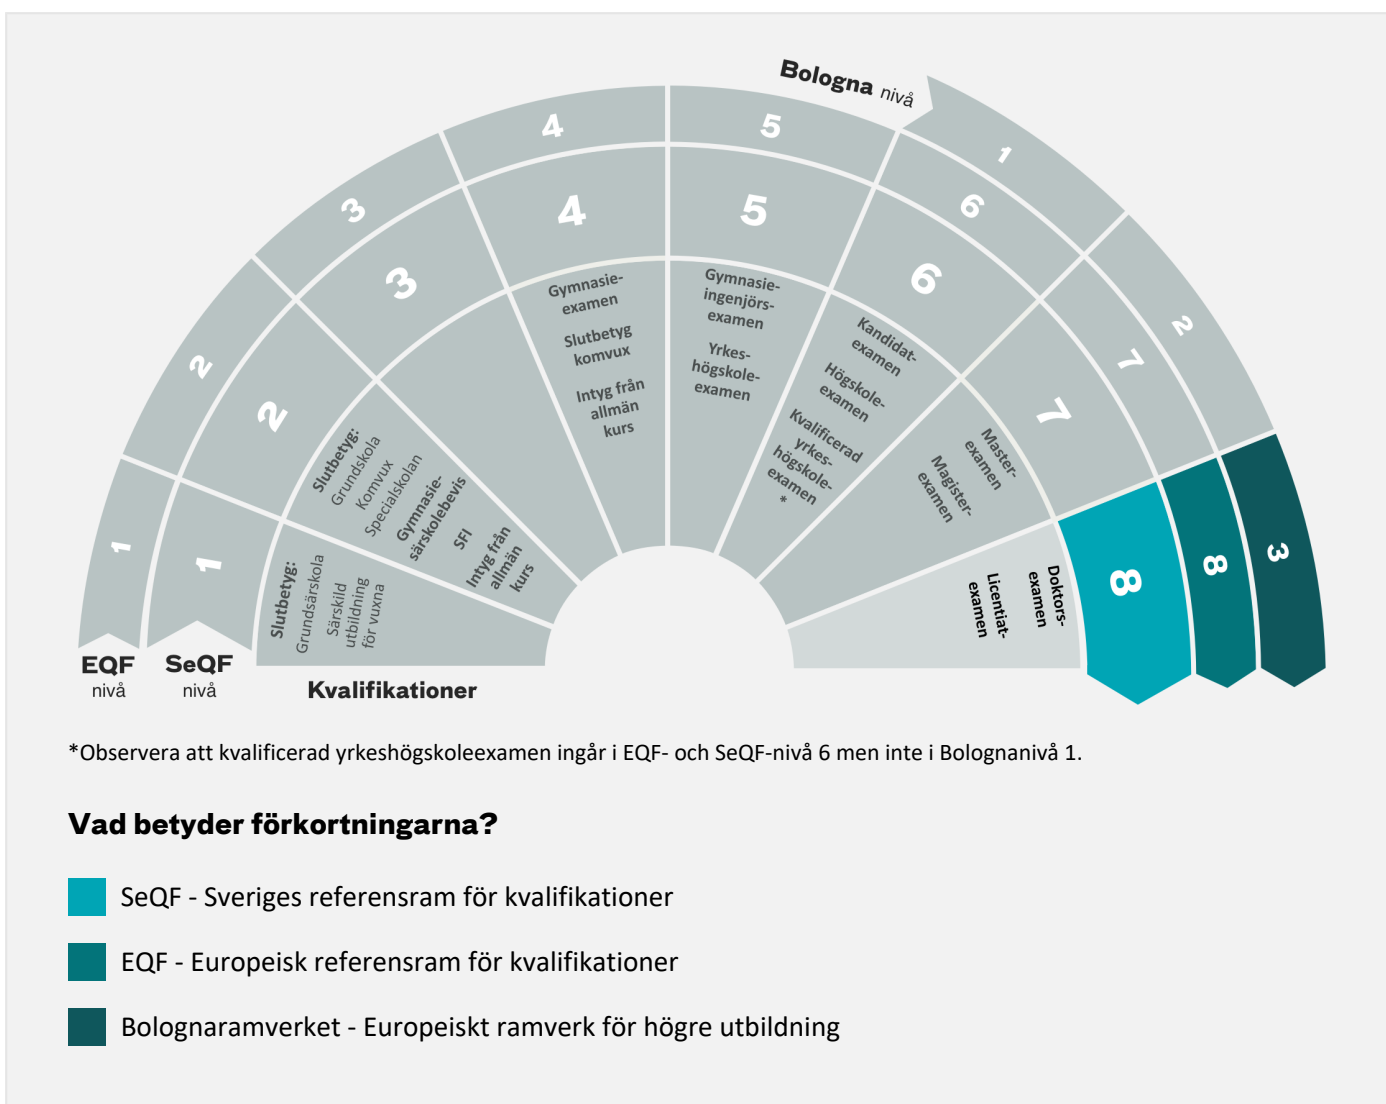 Bologna nivå
1
2
3
1
2
3
4
5
6
7
8
1
2
3
4
5
6
7
8
EQF
nivå
SeQF
nivå
Kvalifikationer
Slutbetyg:
Grundsärskola
Särskild
utbildning
för vuxna
Slutbetyg:
Grundskola
Komvux
Specialskolan
Gymnasie-
särskolebevis
SFI
Intyg från
allmän
kurs
Gymnasie-
examen
Slutbetyg
komvux
Intyg från
allmän
kurs
Gymnasie-
ingenjörs-
examen
Yrkes-
högskole-
examen
Kandidat-
examen
Högskole-
examen
Kvalificerad
yrkes-
högskole-
examen
*
Master-
examen
Magister-
examen
Doktors-
examen
Licentiat-
examen
*Observera att kvalificerad yrkeshögskoleexamen ingår i EQF- och SeQF-nivå 6 men inte i Bolognanivå 1.
Vad betyder förkortningarna?
SeQF - Sveriges referensram för kvalifikationer
EQF - Europeisk referensram för kvalifikationer
Bolognaramverket - Europeiskt ramverk för högre utbildning